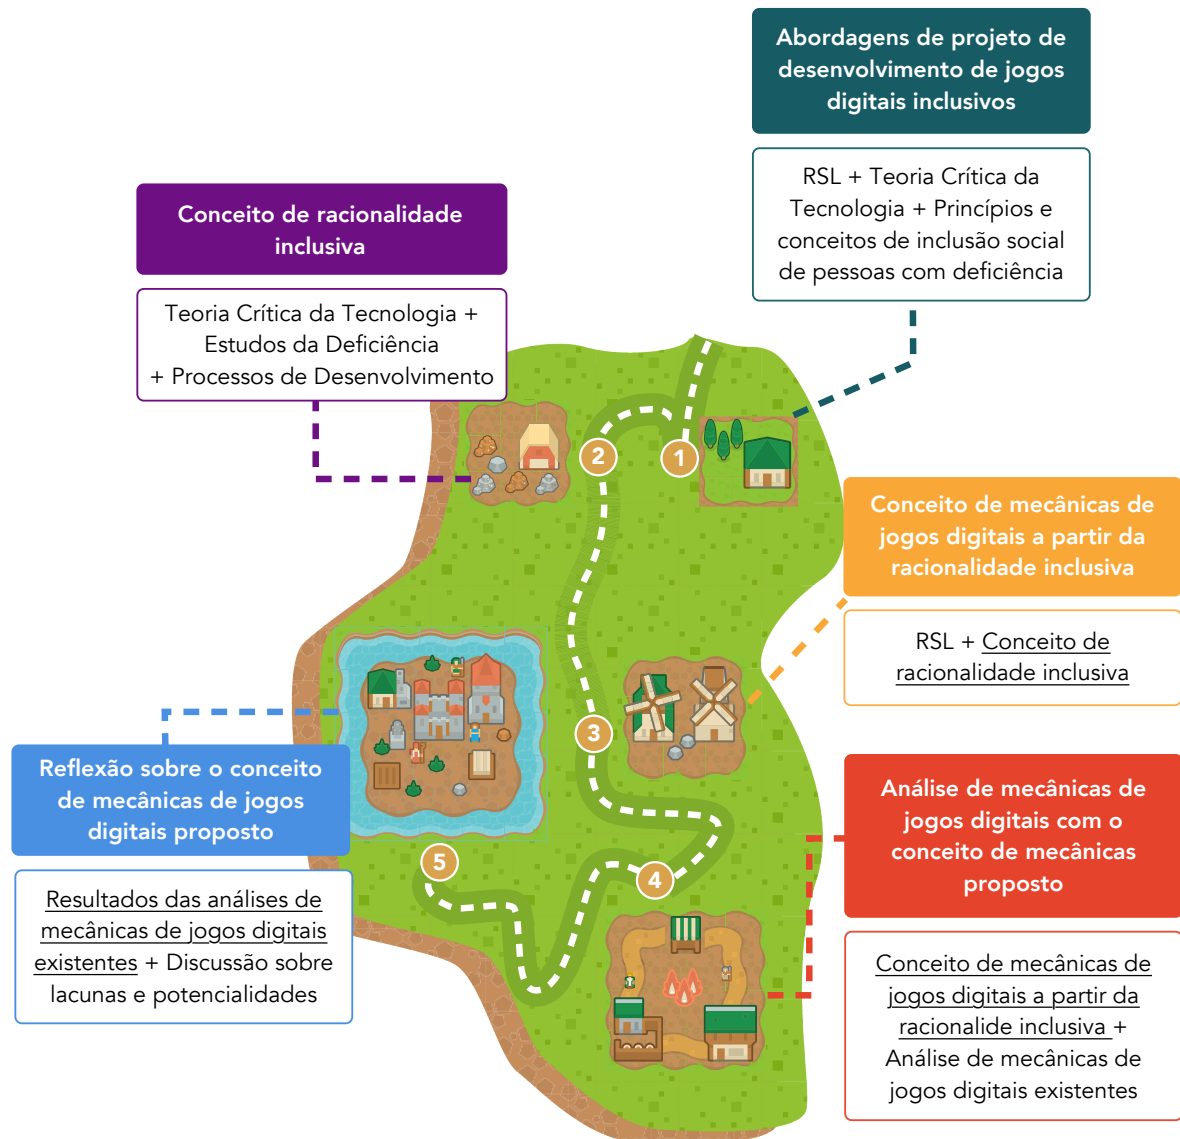 Abordagens de projeto de
desenvolvimento de jogos
digitais inclusivos
RSL + Teoria Crítica da
Tecnologia + Princípios e
conceitos de inclusão social
de pessoas com deficiência
Conceito de racionalidade
inclusiva
Teoria Crítica da Tecnologia +
Estudos da Deficiência
+ Processos de Desenvolvimento
2
1
Conceito de mecânicas de
jogos digitais a partir da
racionalidade inclusiva
RSL + Conceito de
racionalidade inclusiva
3
Reflexão sobre o conceito
de mecânicas de jogos
digitais proposto
Resultados das análises de
mecânicas de jogos digitais
existentes + Discussão sobre
lacunas e potencialidades
Análise de mecânicas de
jogos digitais com o
conceito de mecânicas
proposto
5
4
Conceito de mecânicas de
jogos digitais a partir da
racionalide inclusiva +
Análise de mecânicas de
jogos digitais existentes